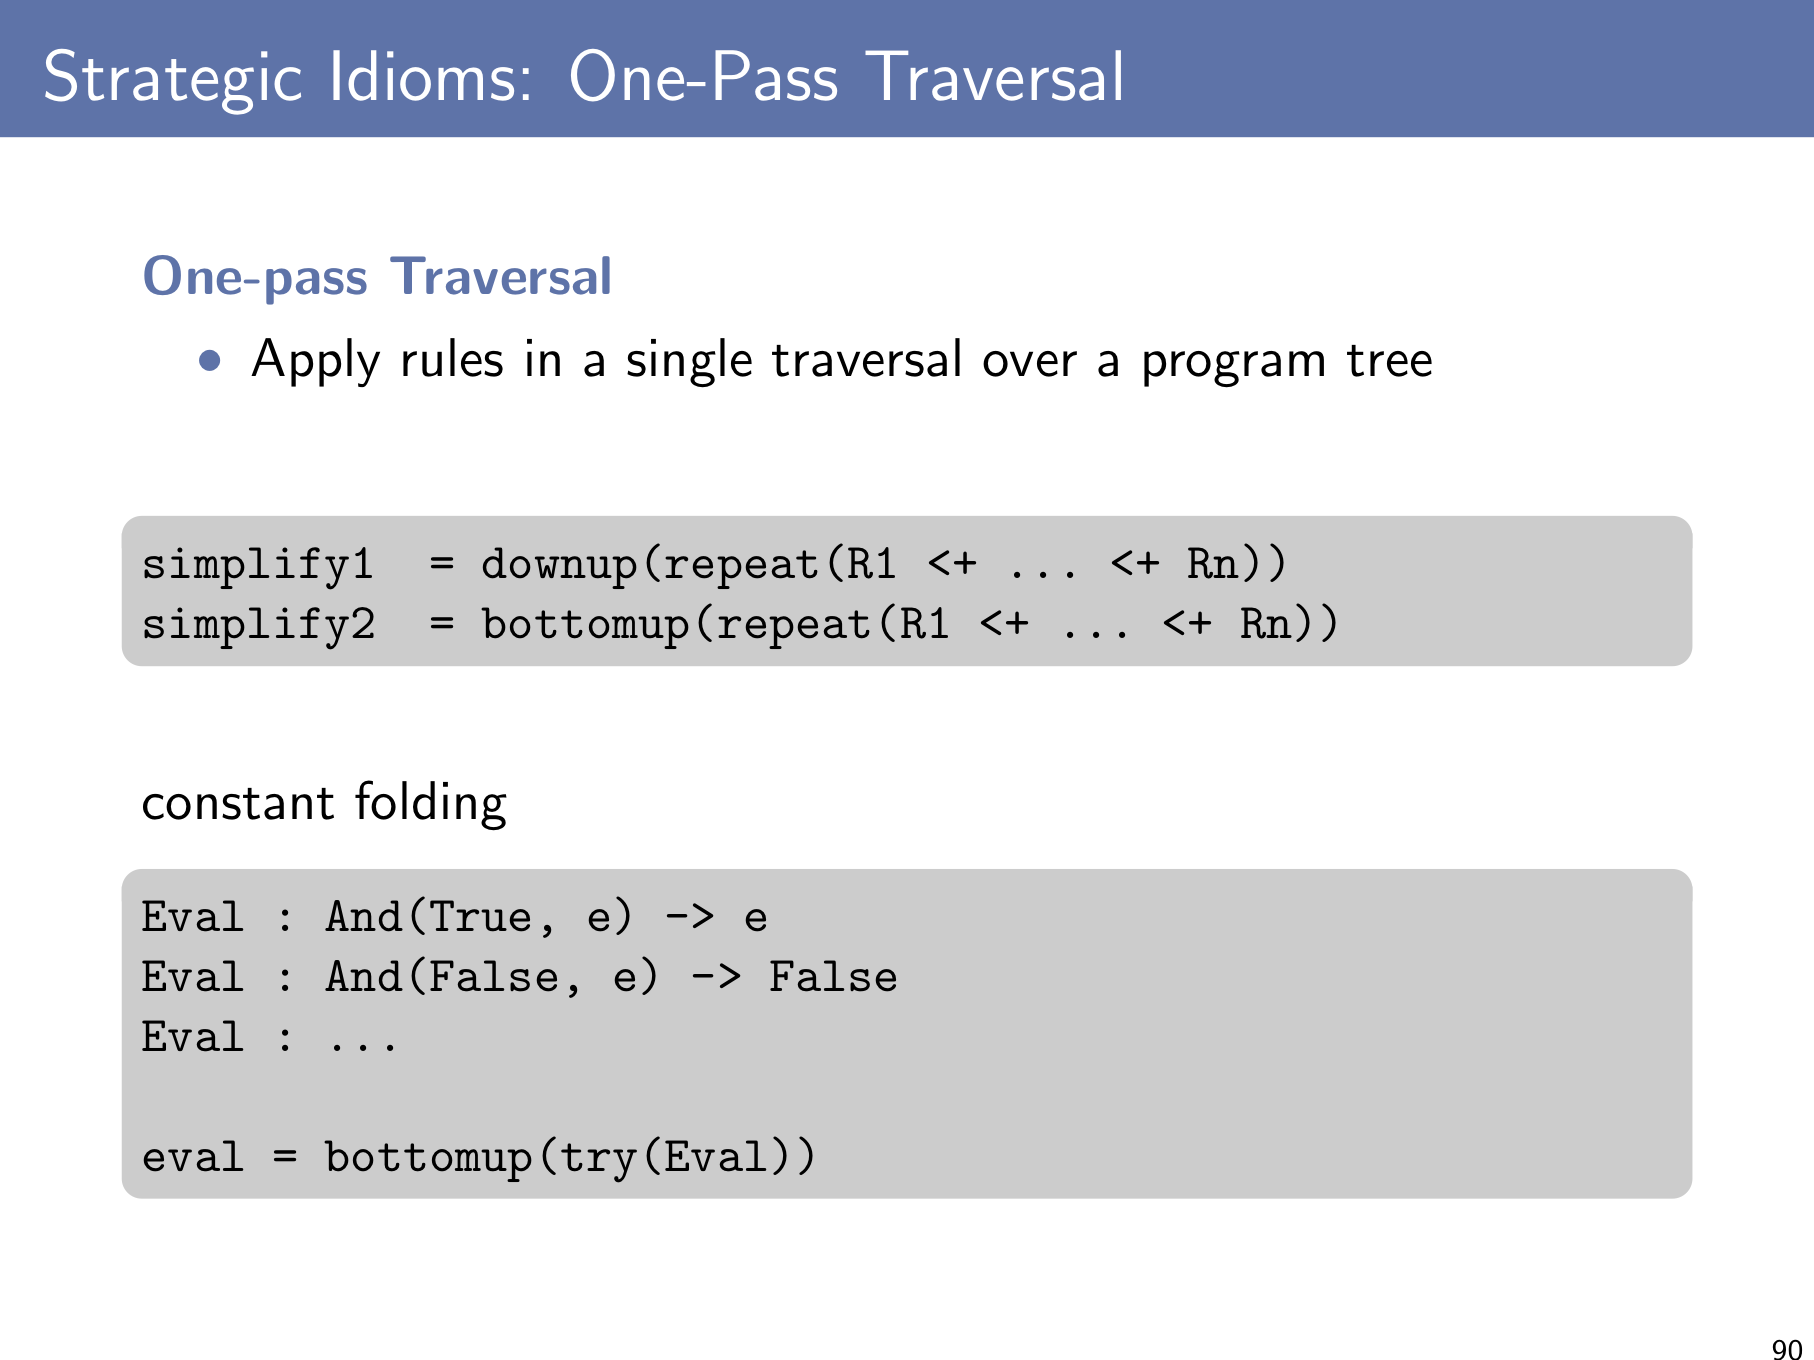 Strategic Idioms: One-Pass Traversal
One-pass Traversal
• Apply rules in a single traversal over a program tree
simplify1  = downup(repeat(R1 <+ ... <+ Rn))
simplify2  = bottomup(repeat(R1 <+ ... <+ Rn))
constant folding
Eval : And(True, e) -> e
Eval : And(False, e) -> False
Eval : ...
eval = bottomup(try(Eval))
90